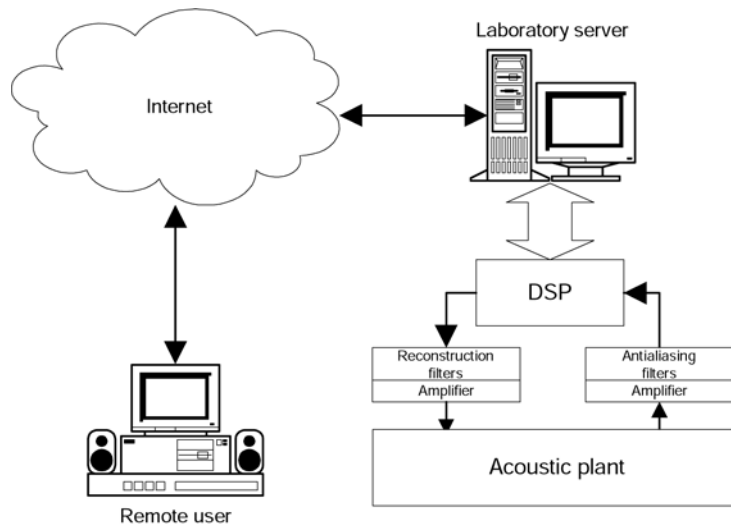 Laboratory server
Internet
DSP
Reconstruction
filters
Amplifier
Antialiasing
filters
Amplifier
Acoustic plant
Remote user